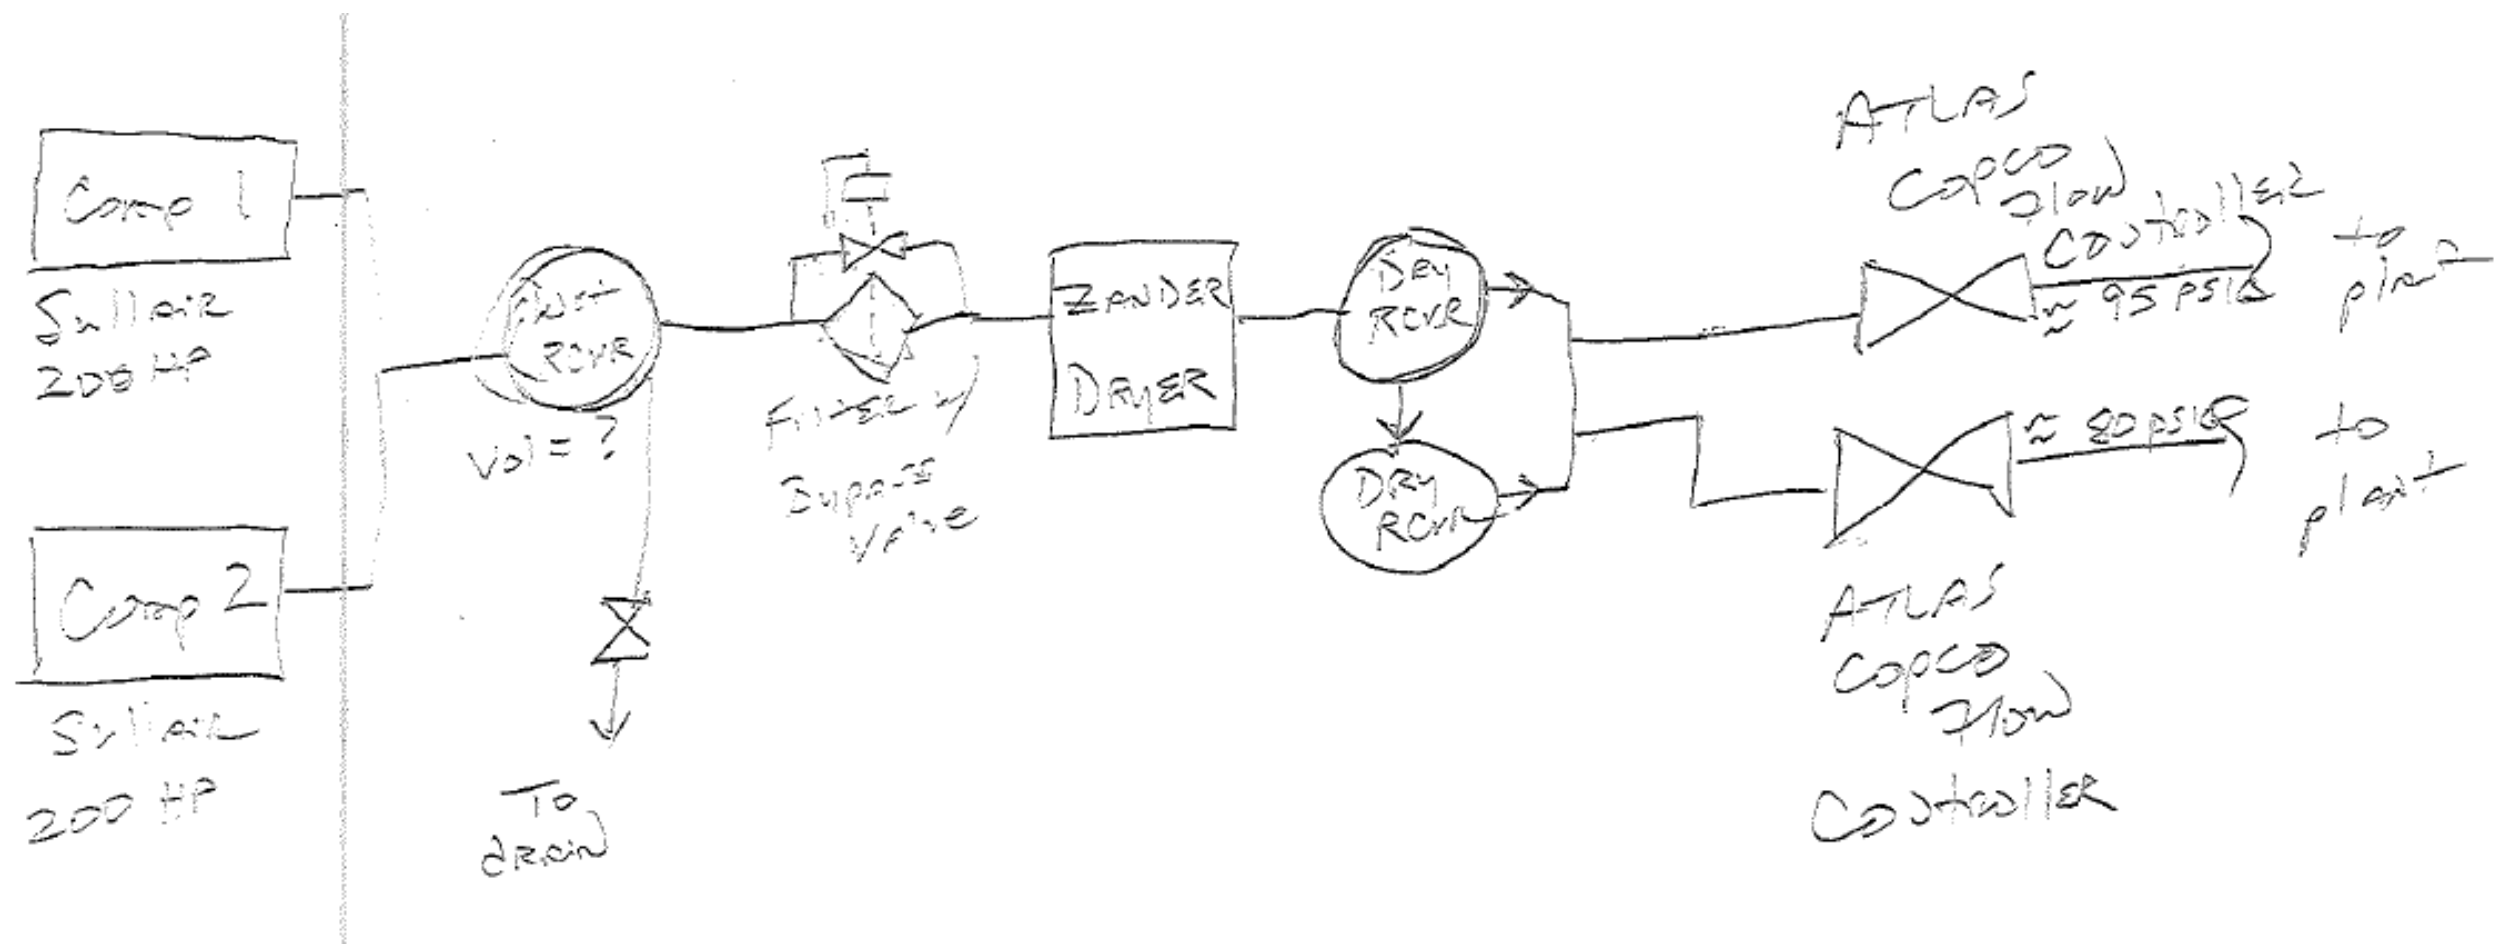 Comp 1
Sullair
200 HP
Comp 2
Sullair
200 HP
RCVR
Vol = ?
To
drain
Filter w/
Bypass
Valve
ZANDER
DRYER
DRY
RCVR
DRY
RCVR
ATLAS
COPCO
flow
Controller
≈ 95 psig
to
plant
≈ 80 psig
to
plant
ATLAS
COPCO
flow
Controller